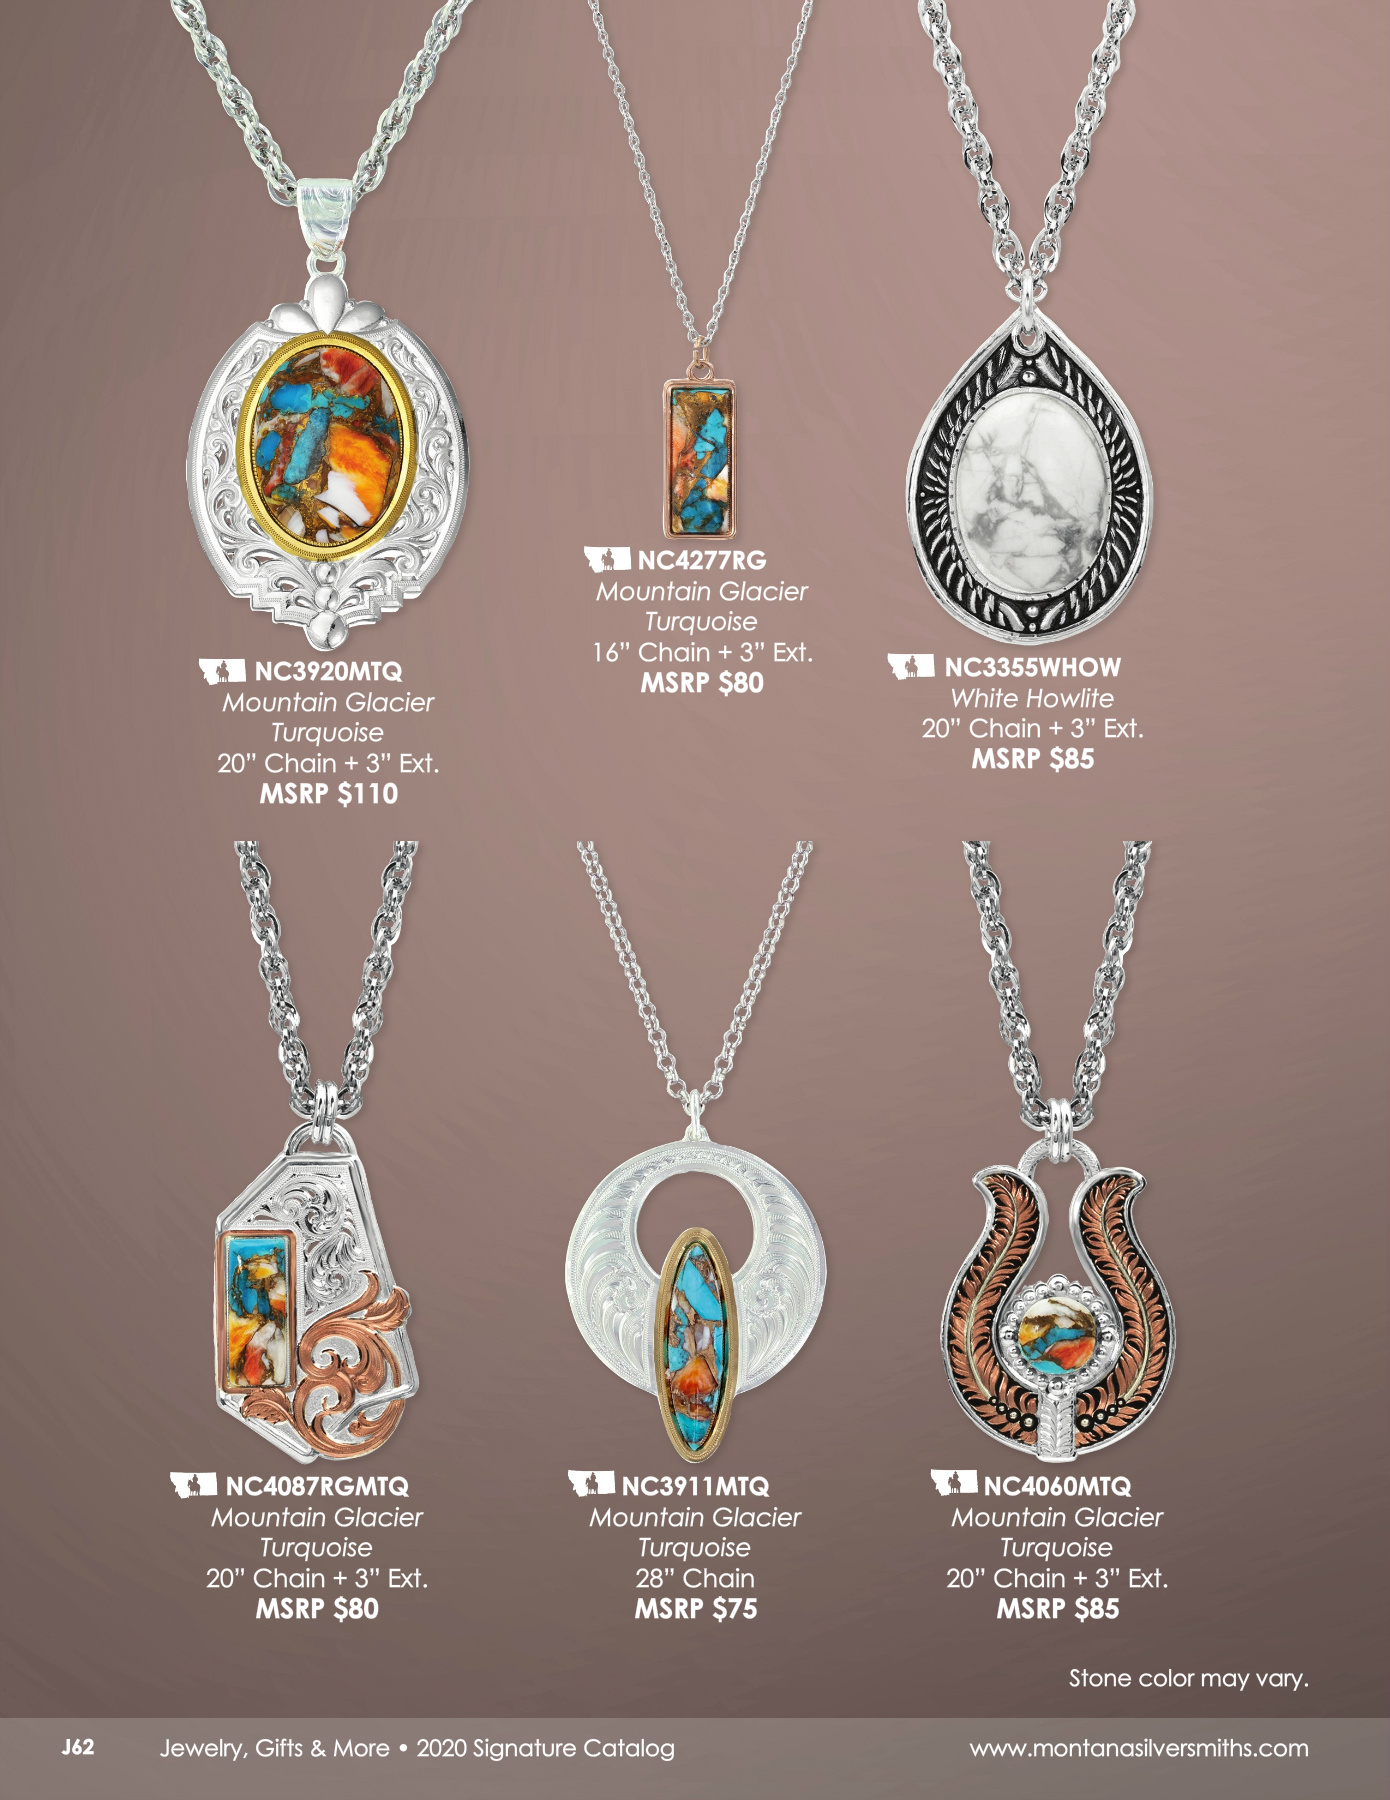 NC3920MTQ
Mountain Glacier
Turquoise
20” Chain + 3” Ext.
MSRP $110
NC4277RG
Mountain Glacier
Turquoise
16” Chain + 3” Ext.
MSRP $80
NC3355WHOW
White Howlite
20” Chain + 3” Ext.
MSRP $85
NC4087RGMTQ
Mountain Glacier
Turquoise
20” Chain + 3” Ext.
MSRP $80
NC3911MTQ
Mountain Glacier
Turquoise
28” Chain
MSRP $75
NC4060MTQ
Mountain Glacier
Turquoise
20” Chain + 3” Ext.
MSRP $85
Stone color may vary.
J62 Jewelry, Gifts & More • 2020 Signature Catalog www.montanasilversmiths.com